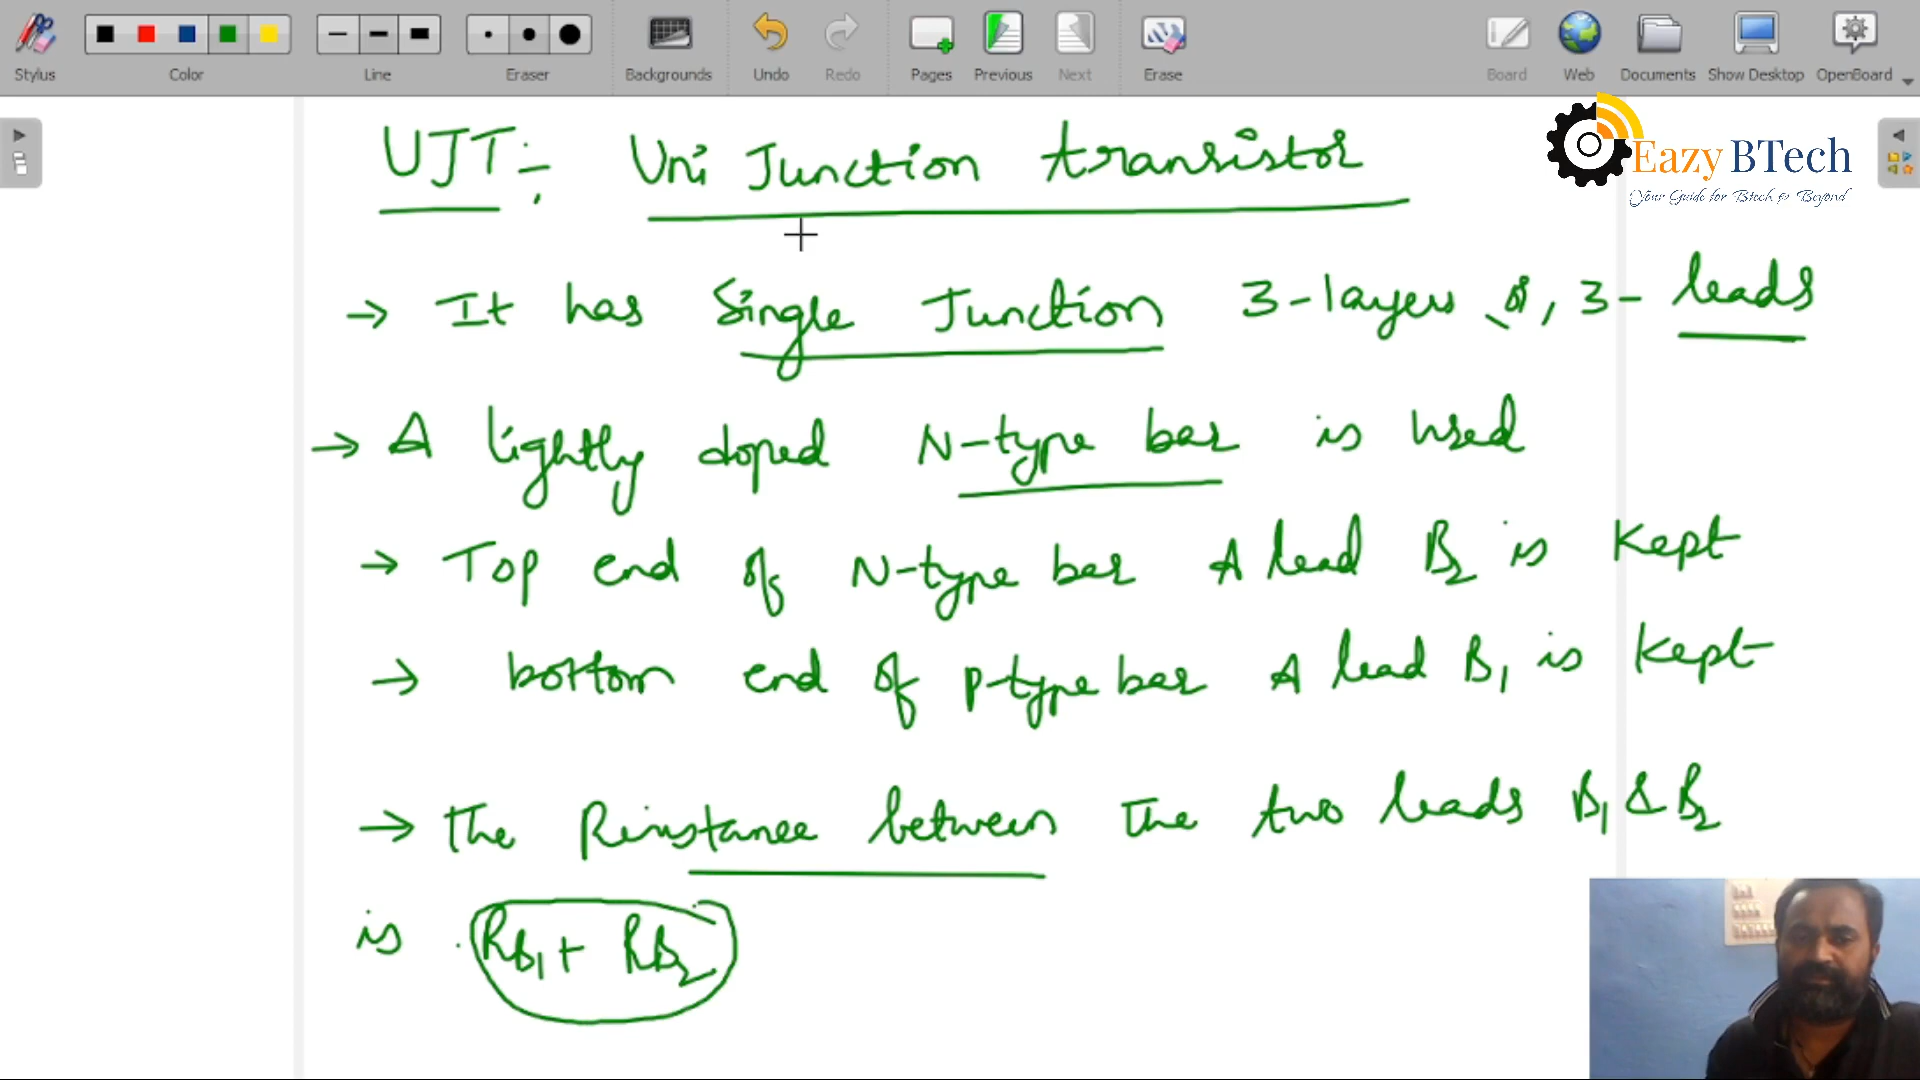 Stylus Color Line Eraser Backgrounds Undo Redo Pages Previous Next Erase Board Web Documents Show Desktop OpenBoard
Eazy BTech
Your Guide for Btech & Beyond
UJT :- Uni Junction transistor
→ It has Single Junction 3-layers &, 3- leads
→ A lightly doped N-type bar is used
→ Top end of N-type bar A lead B2 is Kept
→ bottom end of P-type bar A lead B1 is Kept
→ The Resistance between the two leads B1 & B2
is RB1 + RB2